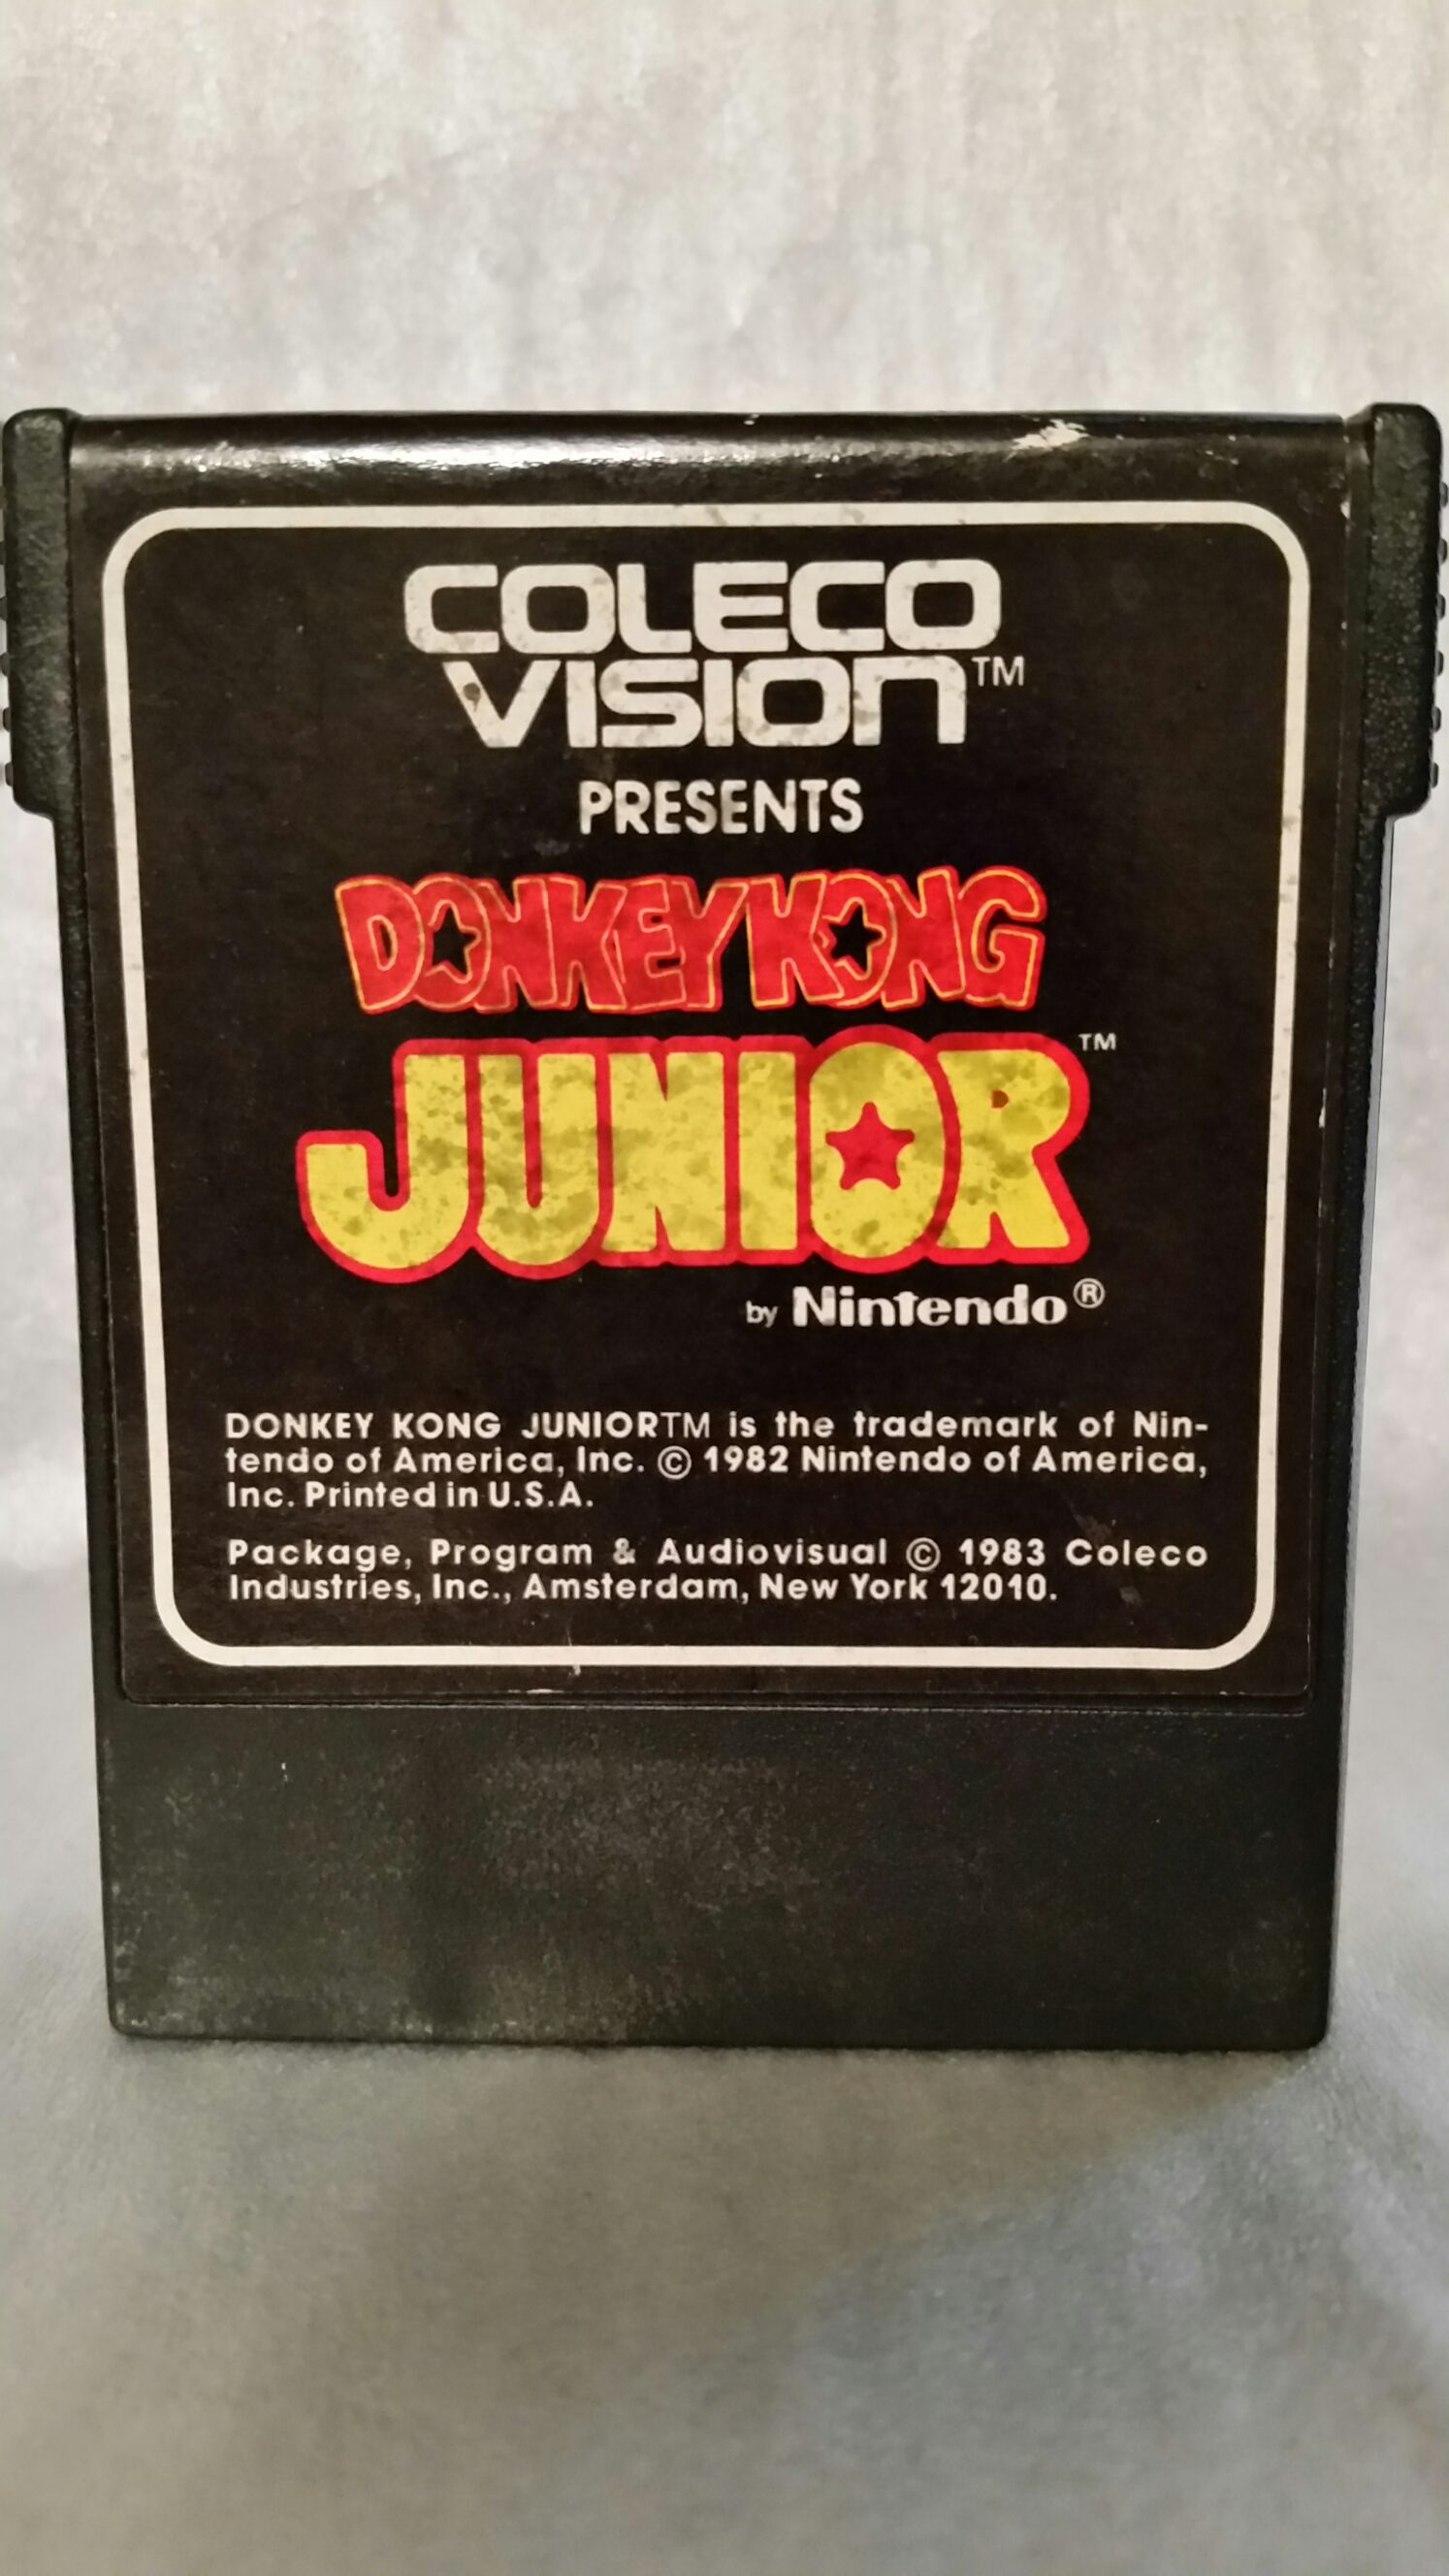 COLECO
VISION™
PRESENTS
DONKEY KONG
JUNIOR™
by Nintendo®
DONKEY KONG JUNIOR™ is the trademark of Nin-
tendo of America, Inc. © 1982 Nintendo of America,
Inc. Printed in U.S.A.
Package, Program & Audiovisual © 1983 Coleco
Industries, Inc., Amsterdam, New York 12010.